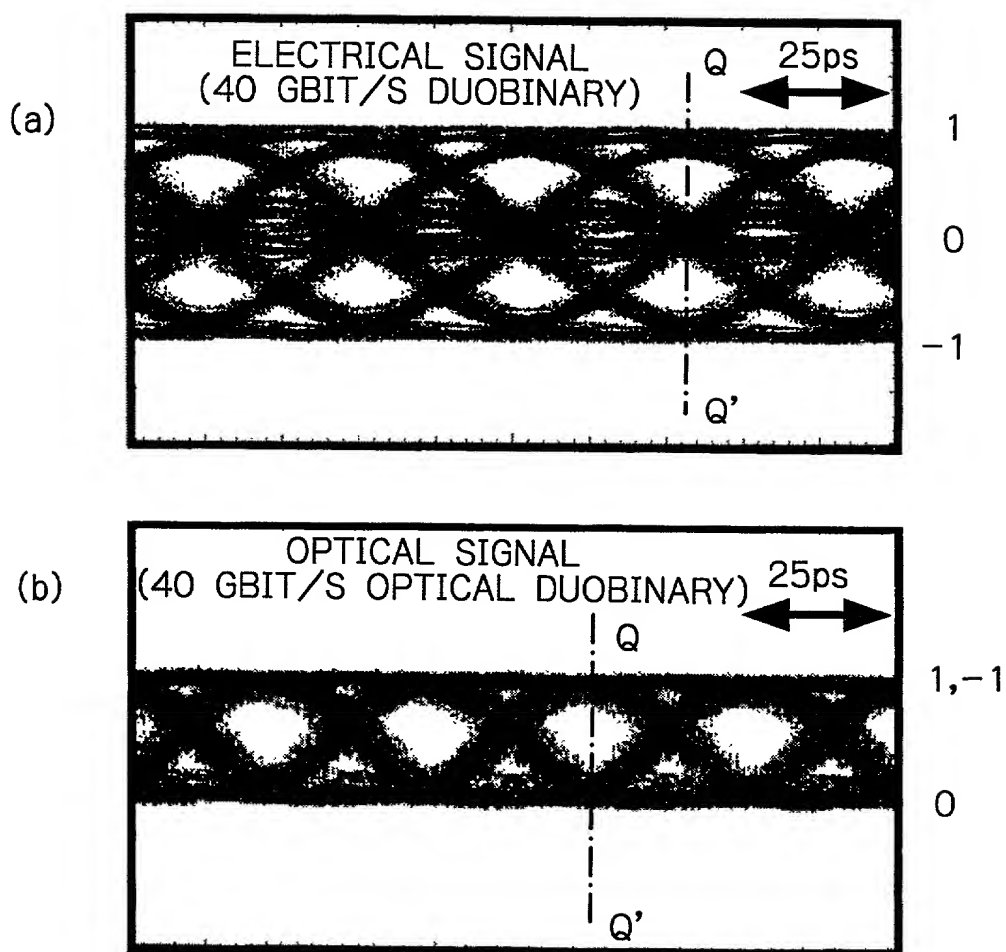 (a)
ELECTRICAL SIGNAL
(40 GBIT/S DUOBINARY)
Q
25ps
1
0
-1
Q'
(b)
OPTICAL SIGNAL
(40 GBIT/S OPTICAL DUOBINARY)
25ps
Q
1,-1
0
Q'